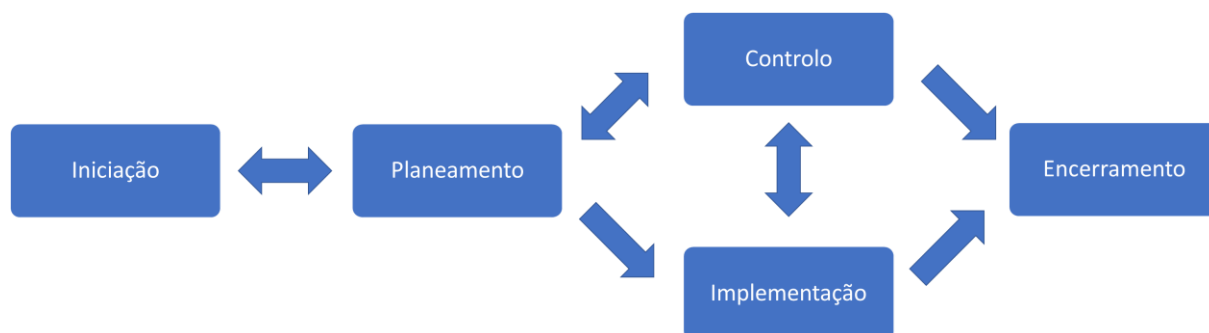 Iniciação
Planeamento
Controlo
Implementação
Encerramento